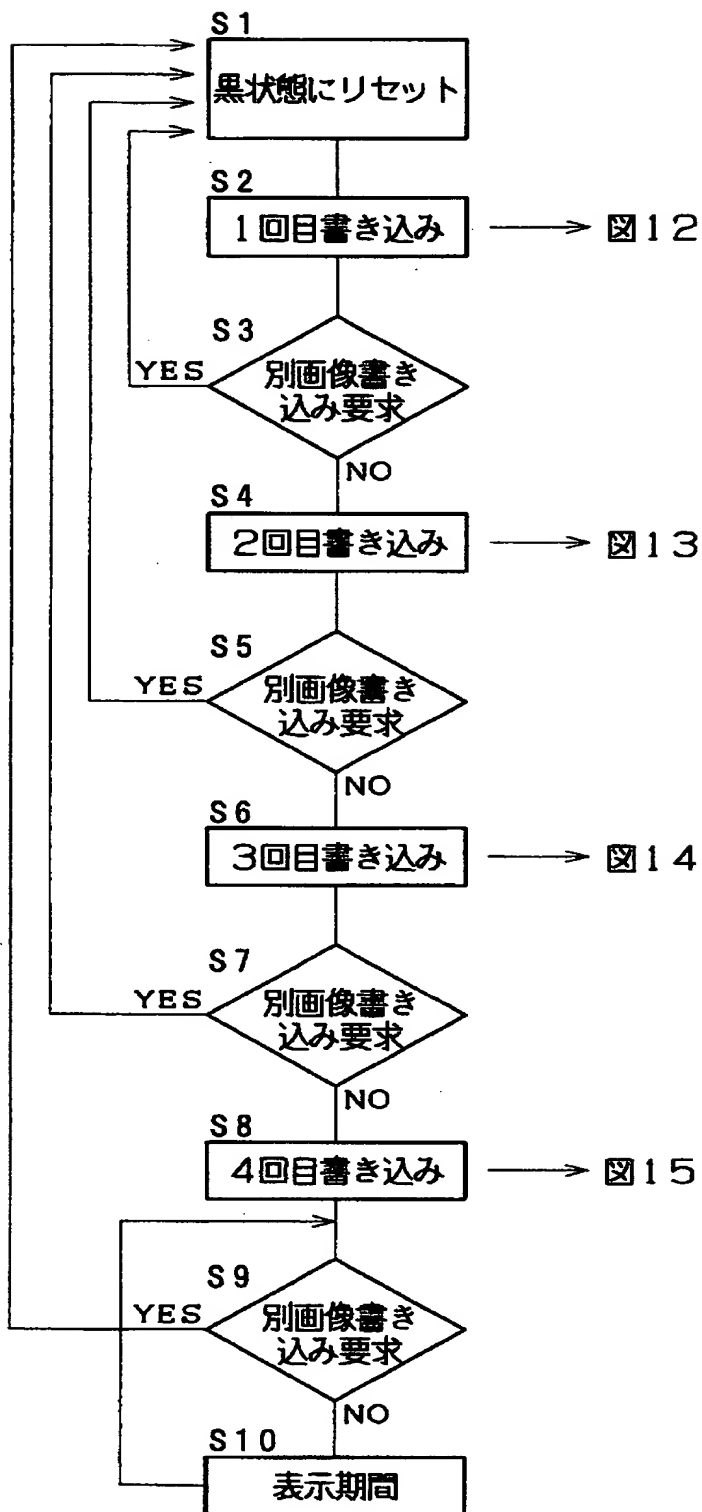 S1
黒状態にリセット
S2
1回目書き込み
図12
S3
YES
別画像書き
込み要求
NO
S4
2回目書き込み
図13
S5
YES
別画像書き
込み要求
NO
S6
3回目書き込み
図14
S7
YES
別画像書き
込み要求
NO
S8
4回目書き込み
図15
S9
YES
別画像書き
込み要求
NO
S10
表示期間